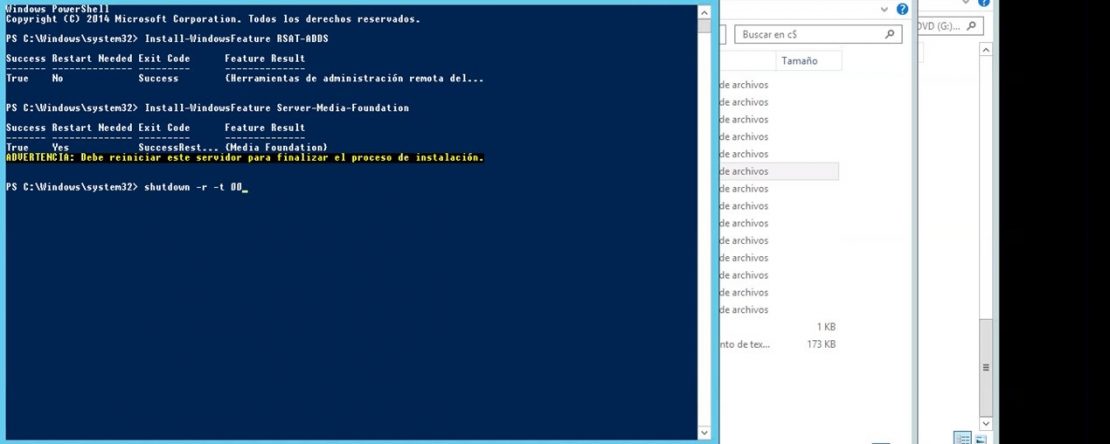 Windows PowerShell
Copyright (C) 2014 Microsoft Corporation. Todos los derechos reservados.
PS C:\Windows\system32> Install-WindowsFeature RSAT-ADDS
Success Restart Needed Exit Code      Feature Result
------- -------------- ---------      --------------
True    No             Success        {Herramientas de administración remota del...
PS C:\Windows\system32> Install-WindowsFeature Server-Media-Foundation
Success Restart Needed Exit Code      Feature Result
------- -------------- ---------      --------------
True    Yes            SuccessRest... {Media Foundation}
ADVERTENCIA: Debe reiniciar este servidor para finalizar el proceso de instalación.
PS C:\Windows\system32> shutdown -r -t 00_
Buscar en c$
Tamaño
de archivos
de archivos
de archivos
de archivos
de archivos
de archivos
de archivos
de archivos
de archivos
de archivos
de archivos
de archivos
de archivos
de archivos
1 KB
nto de tex... 173 KB
DVD (G:)...